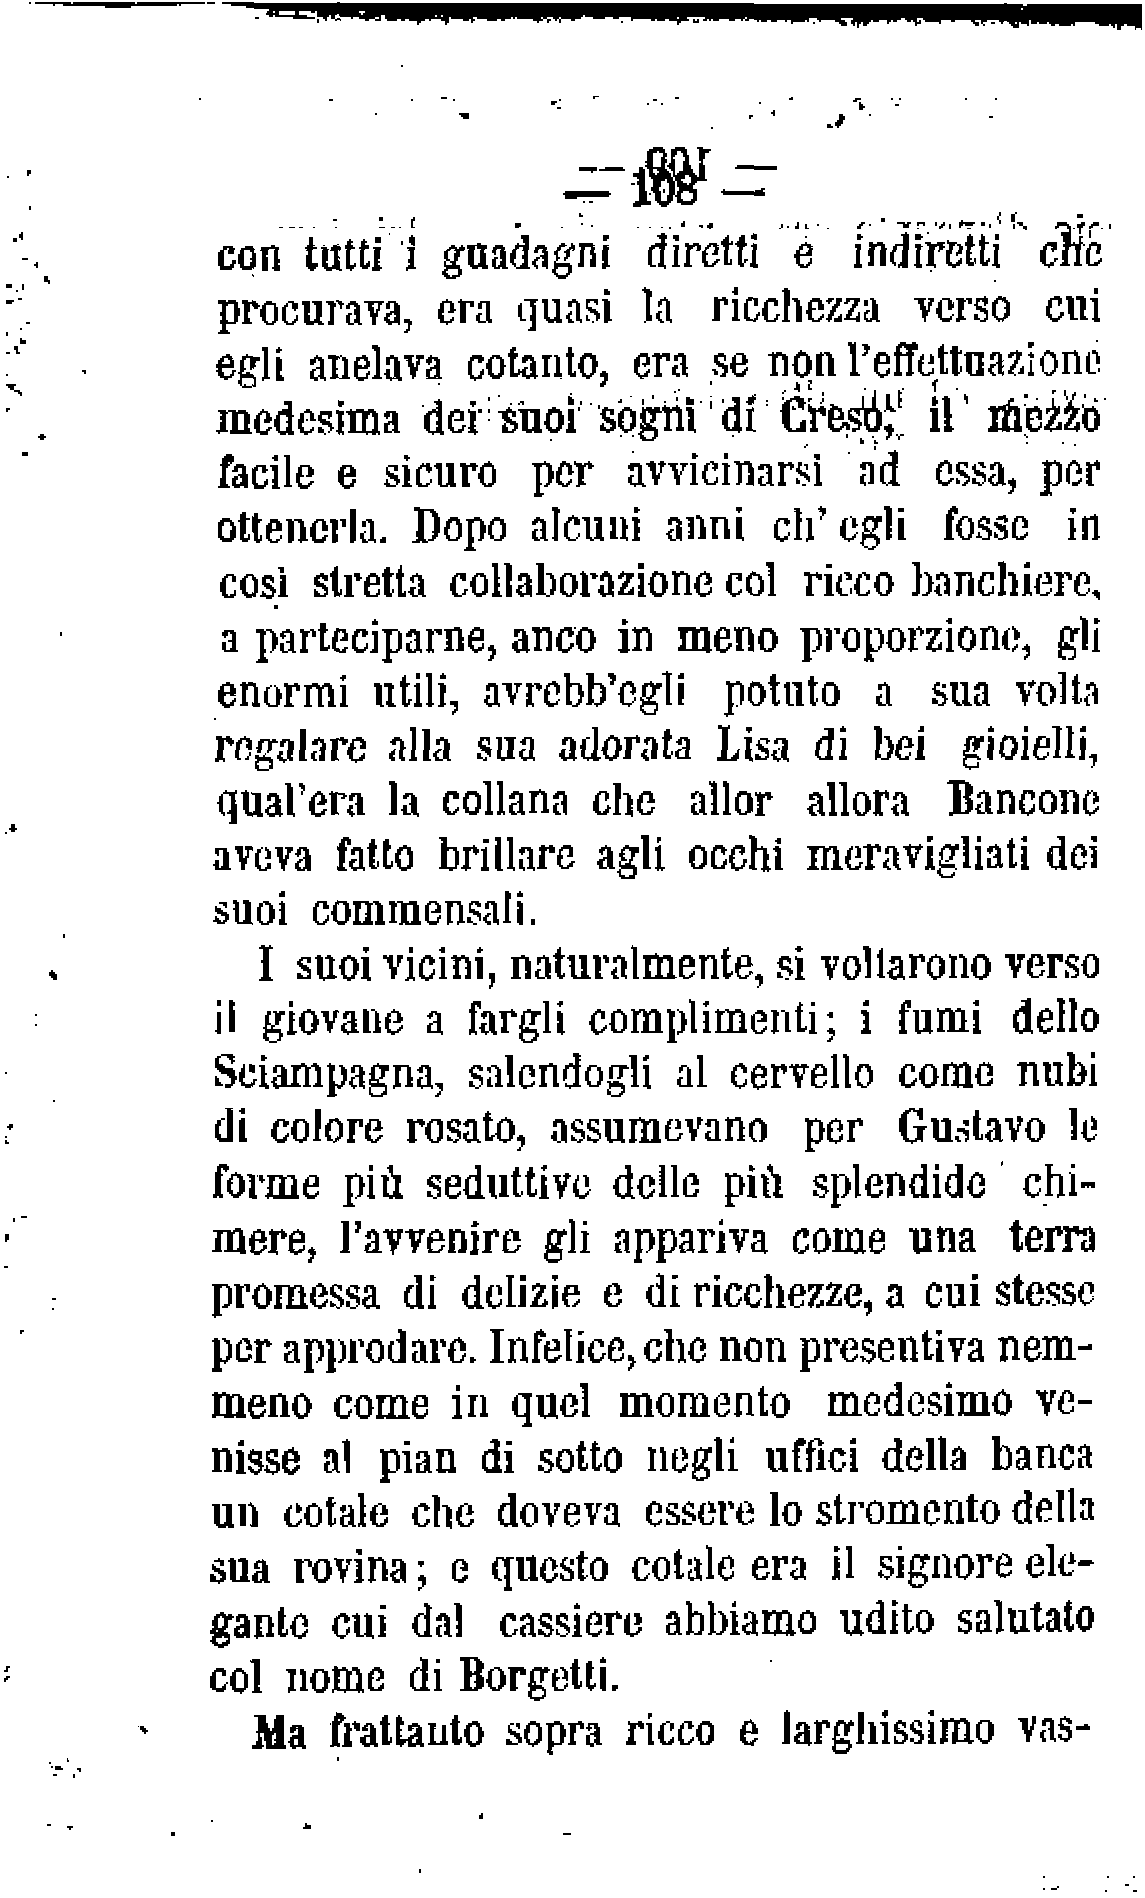 — 108 —
con tutti i guadagni diretti e indiretti che
procurava, era quasi la ricchezza verso cui
egli anelava cotanto, era se non l'effettuazione
medesima dei suoi sogni di Creso, il mezzo
facile e sicuro per avvicinarsi ad essa, per
ottenerla. Dopo alcuni anni ch' egli fosse in
così stretta collaborazione col ricco banchiere,
a parteciparne, anco in meno proporzione, gli
enormi utili, avrebb'egli potuto a sua volta
regalare alla sua adorata Lisa di bei gioielli,
qual'era la collana che allor allora Bancone
aveva fatto brillare agli occhi meravigliati dei
suoi commensali.
I suoi vicini, naturalmente, si voltarono verso
il giovane a fargli complimenti; i fumi dello
Sciampagna, salendogli al cervello come nubi
di colore rosato, assumevano per Gustavo le
forme più seduttive delle più splendide chi-
mere, l'avvenire gli appariva come una terra
promessa di delizie e di ricchezze, a cui stesse
per approdare. Infelice, che non presentiva nem-
meno come in quel momento medesimo ve-
nisse al pian di sotto negli uffici della banca
un cotale che doveva essere lo stromento della
sua rovina; e questo cotale era il signore ele-
gante cui dal cassiere abbiamo udito salutato
col nome di Borgetti.
Ma frattanto sopra ricco e larghissimo vas-